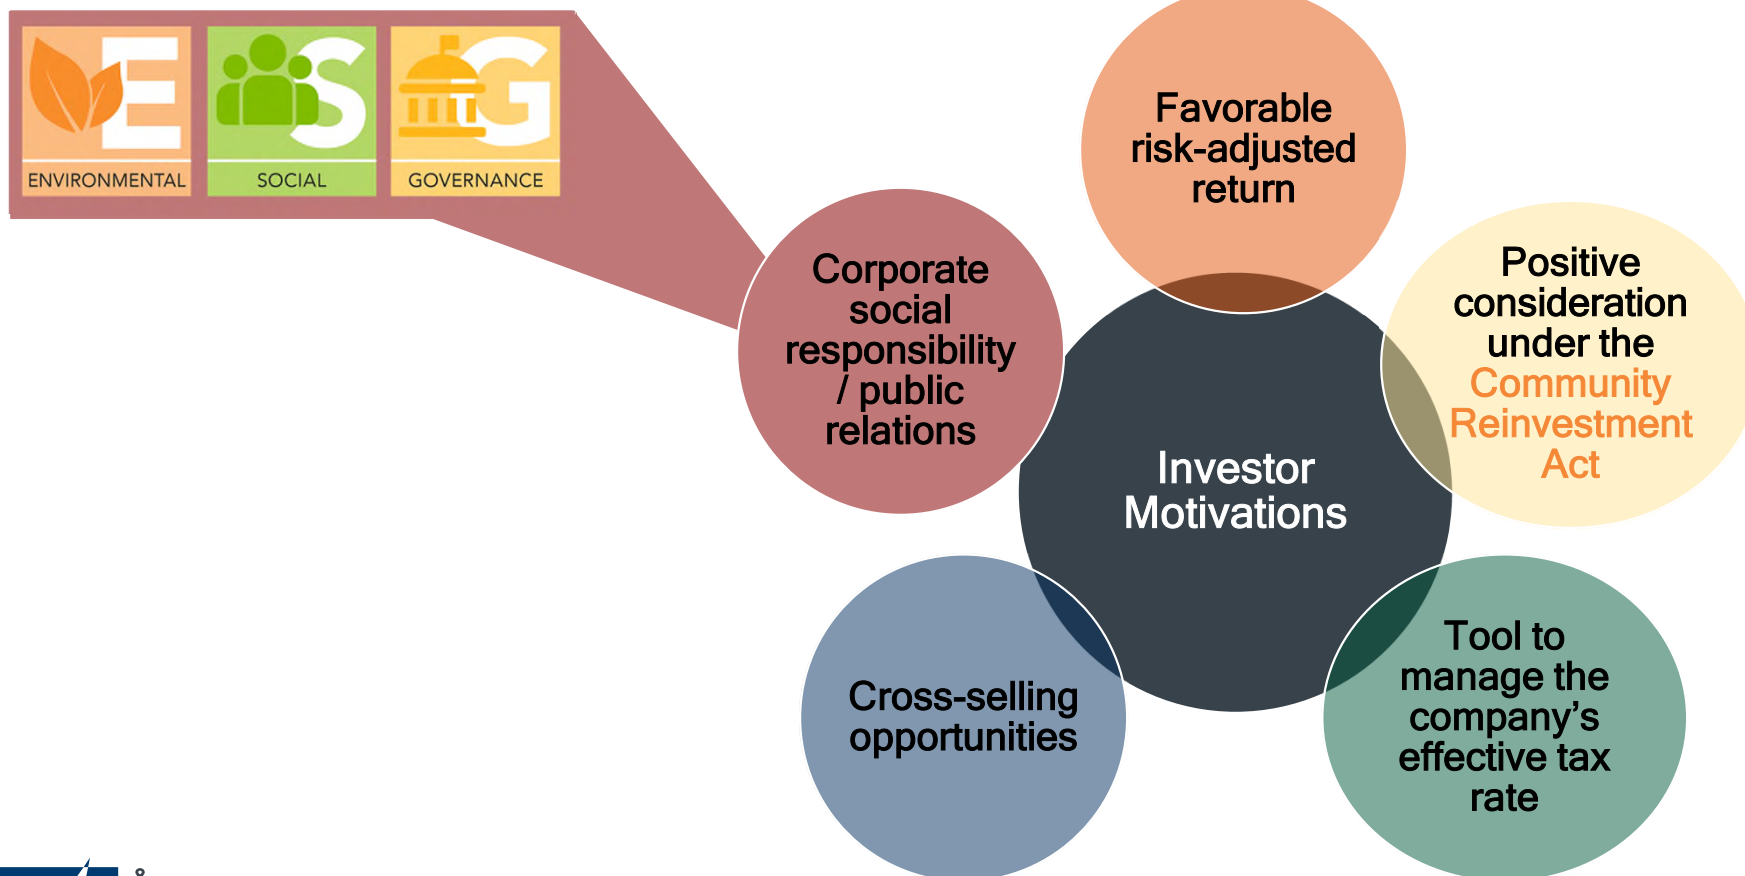 E
S
G
ENVIRONMENTAL
SOCIAL
GOVERNANCE
Favorable
risk-adjusted
return
Corporate
social
responsibility
/ public
relations
Positive
consideration
under the
Community
Reinvestment
Act
Investor
Motivations
Cross-selling
opportunities
Tool to
manage the
company’s
effective tax
rate